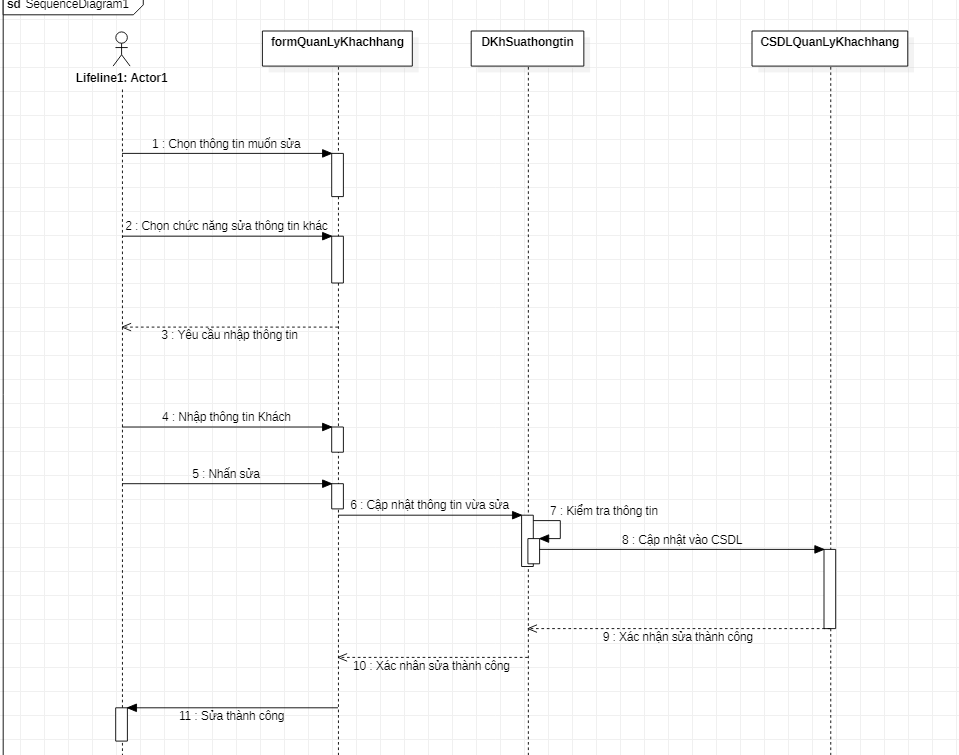 sd SequenceDiagram1
Lifeline1: Actor1
formQuanLyKhachhang
DKhSuathongtin
CSDLQuanLyKhachhang
1 : Chọn thông tin muốn sửa
2 : Chọn chức năng sửa thông tin khác
3 : Yêu cầu nhập thông tin
4 : Nhập thông tin Khách
5 : Nhấn sửa
6 : Cập nhật thông tin vừa sửa
7 : Kiểm tra thông tin
8 : Cập nhật vào CSDL
9 : Xác nhận sửa thành công
10 : Xác nhân sửa thành công
11 : Sửa thành công